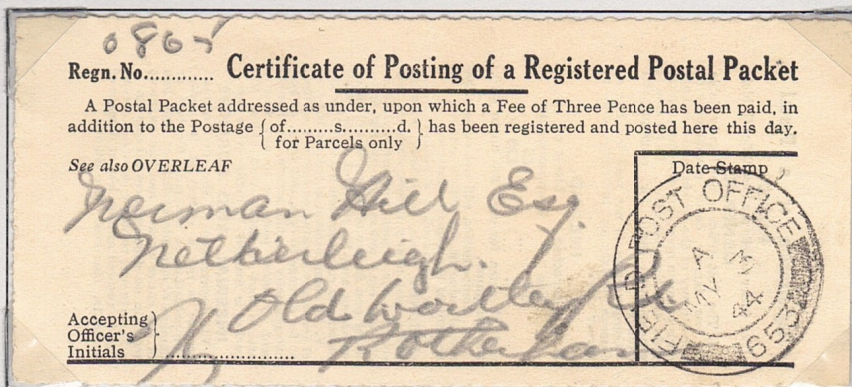 0865
Regn. No............. Certificate of Posting of a Registered Postal Packet
A Postal Packet addressed as under, upon which a Fee of Three Pence has been paid, in
addition to the Postage { of.........s..........d. } has been registered and posted here this day.
for Parcels only
See also OVERLEAF
Date Stamp
Norman Hill Esq.
Netherleigh.
Old Wortley Rd
Rotherham
FIELD POST OFFICE
A
MY
44
653
Accepting
Officer's
Initials .......................